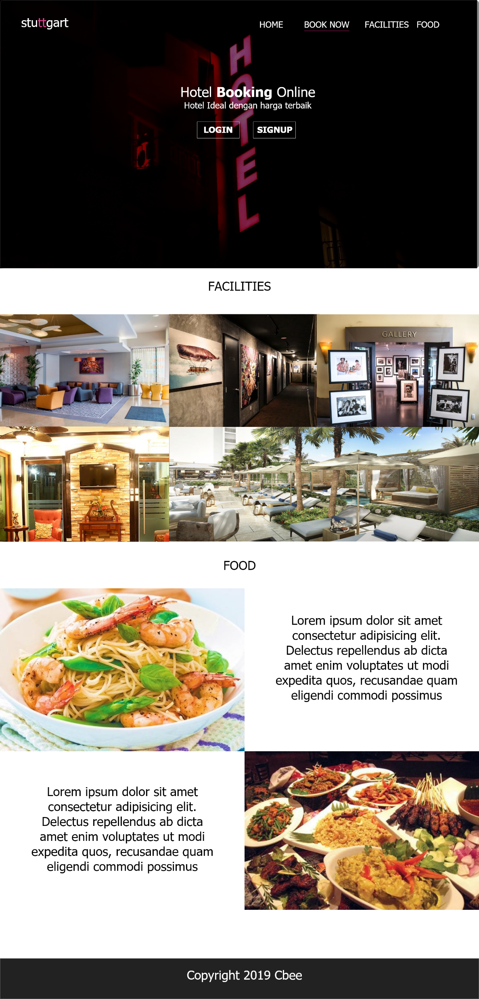 stuttgart
HOME BOOK NOW FACILITIES FOOD
HOTEL
Hotel Booking Online
Hotel Ideal dengan harga terbaik
LOGIN SIGNUP
FACILITIES
GALLERY
FOOD
Lorem ipsum dolor sit amet
consectetur adipisicing elit.
Delectus repellendus ab dicta
amet enim voluptates ut modi
expedita quos, recusandae quam
eligendi commodi possimus
Lorem ipsum dolor sit amet
consectetur adipisicing elit.
Delectus repellendus ab dicta
amet enim voluptates ut modi
expedita quos, recusandae quam
eligendi commodi possimus
Copyright 2019 Cbee